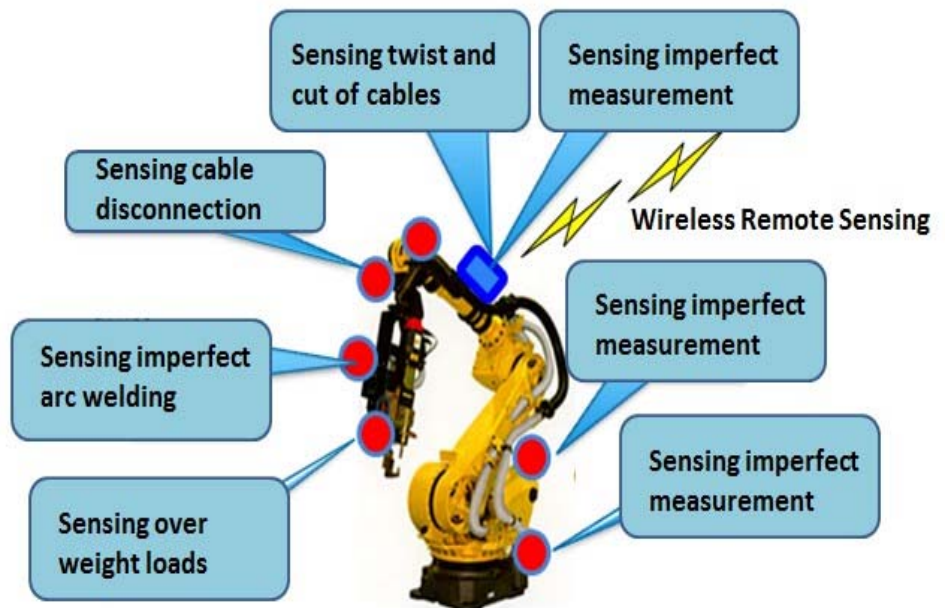 Sensing twist and
cut of cables
Sensing imperfect
measurement
Sensing cable
disconnection
Wireless Remote Sensing
Sensing imperfect
measurement
Sensing imperfect
arc welding
Sensing imperfect
measurement
Sensing over
weight loads